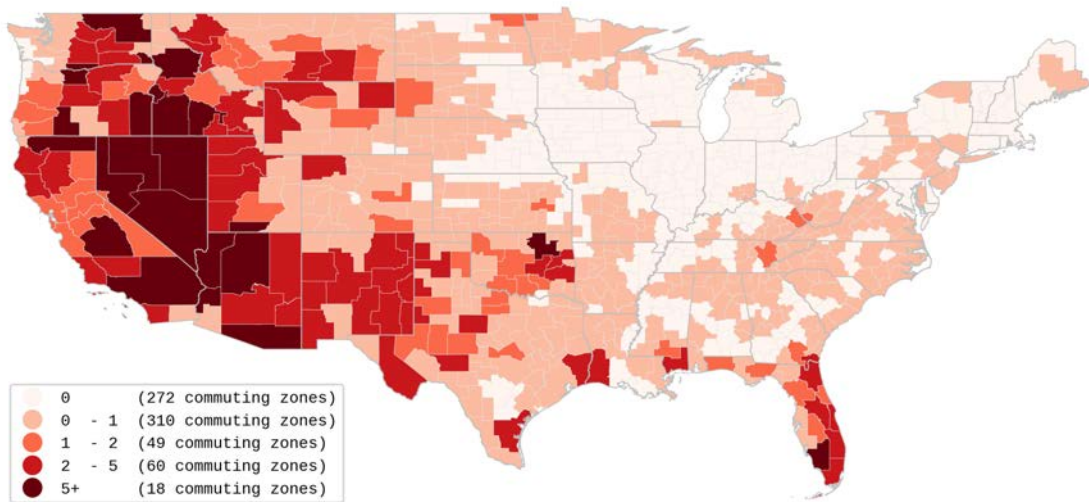 0 (272 commuting zones)
0 - 1 (310 commuting zones)
1 - 2 (49 commuting zones)
2 - 5 (60 commuting zones)
5+ (18 commuting zones)